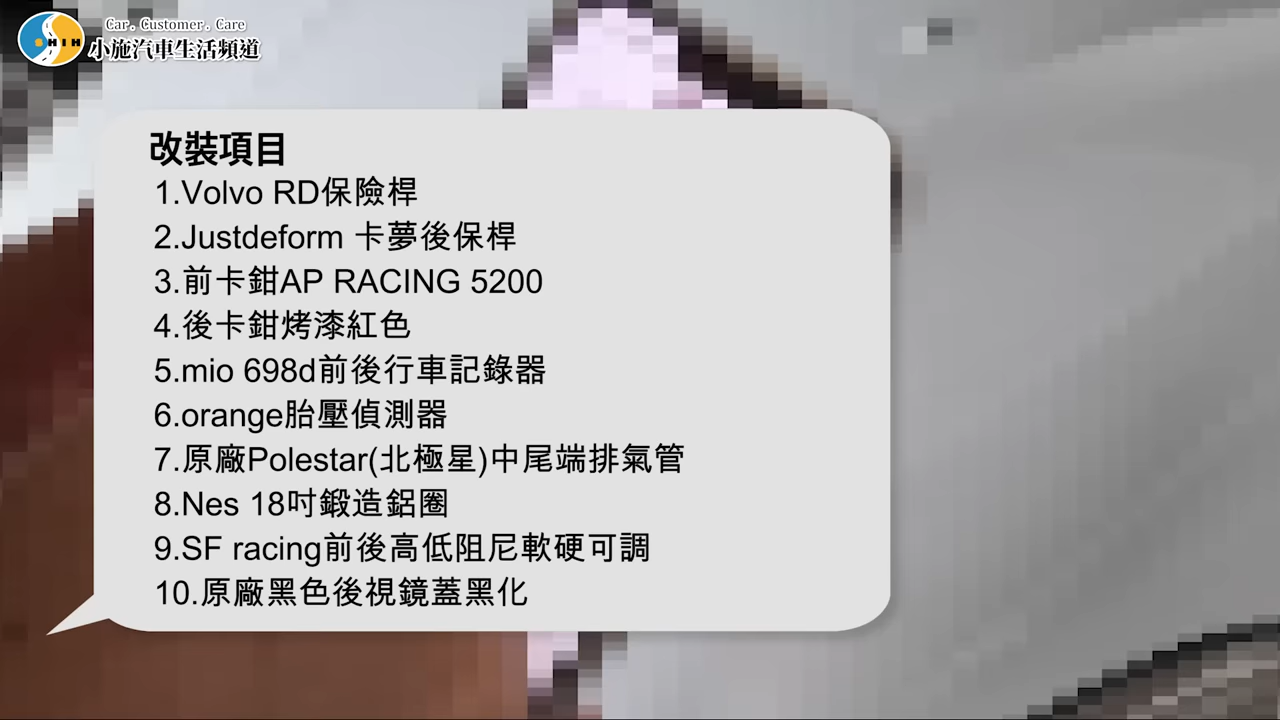 SHIH
Car. Customer. Care
小施汽車生活頻道
改裝項目
1.Volvo RD保險桿
2.Justdeform 卡夢後保桿
3.前卡鉗AP RACING 5200
4.後卡鉗烤漆紅色
5.mio 698d前後行車記錄器
6.orange胎壓偵測器
7.原廠Polestar(北極星)中尾端排氣管
8.Nes 18吋鍛造鋁圈
9.SF racing前後高低阻尼軟硬可調
10.原廠黑色後視鏡蓋黑化